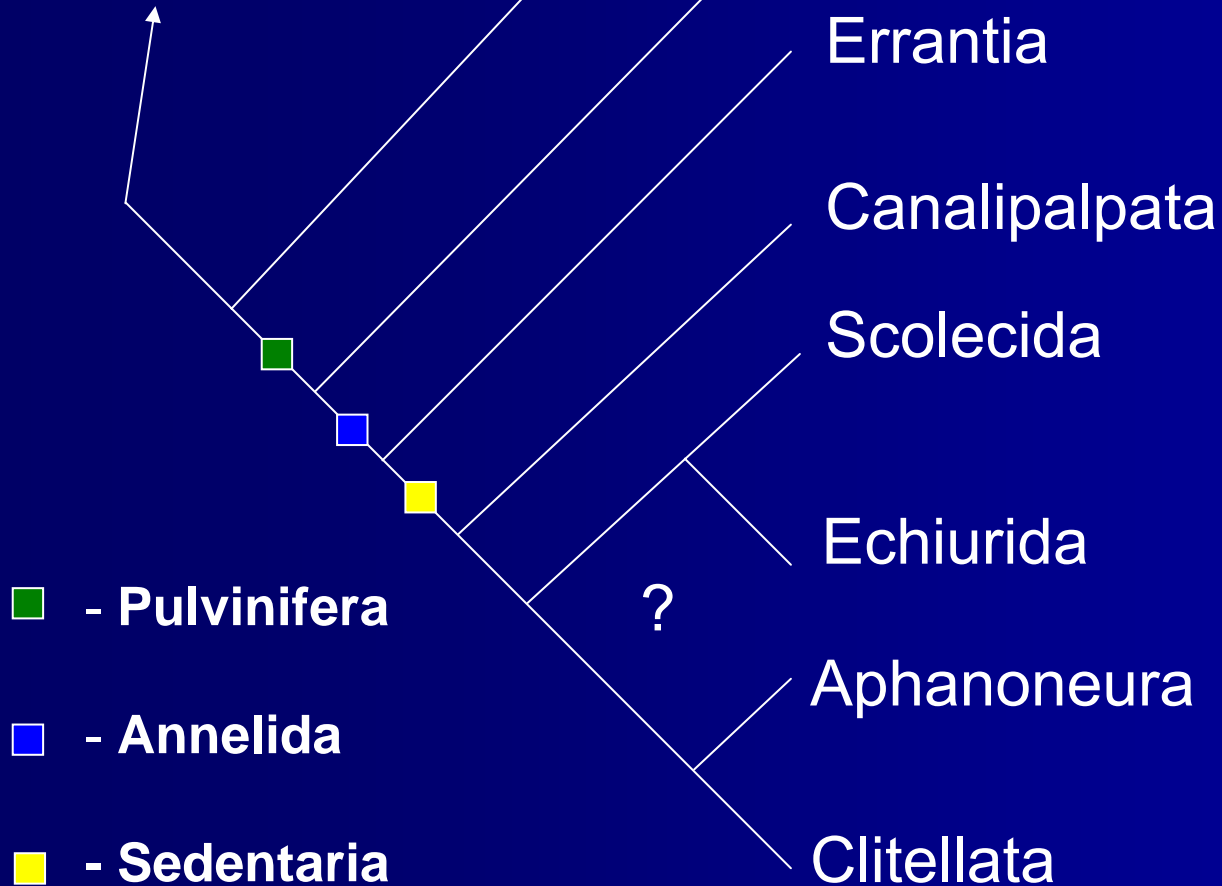 Errantia
Canalipalpata
Scolecida
Echiurida
?
Aphanoneura
Clitellata
- Pulvinifera
- Annelida
- Sedentaria